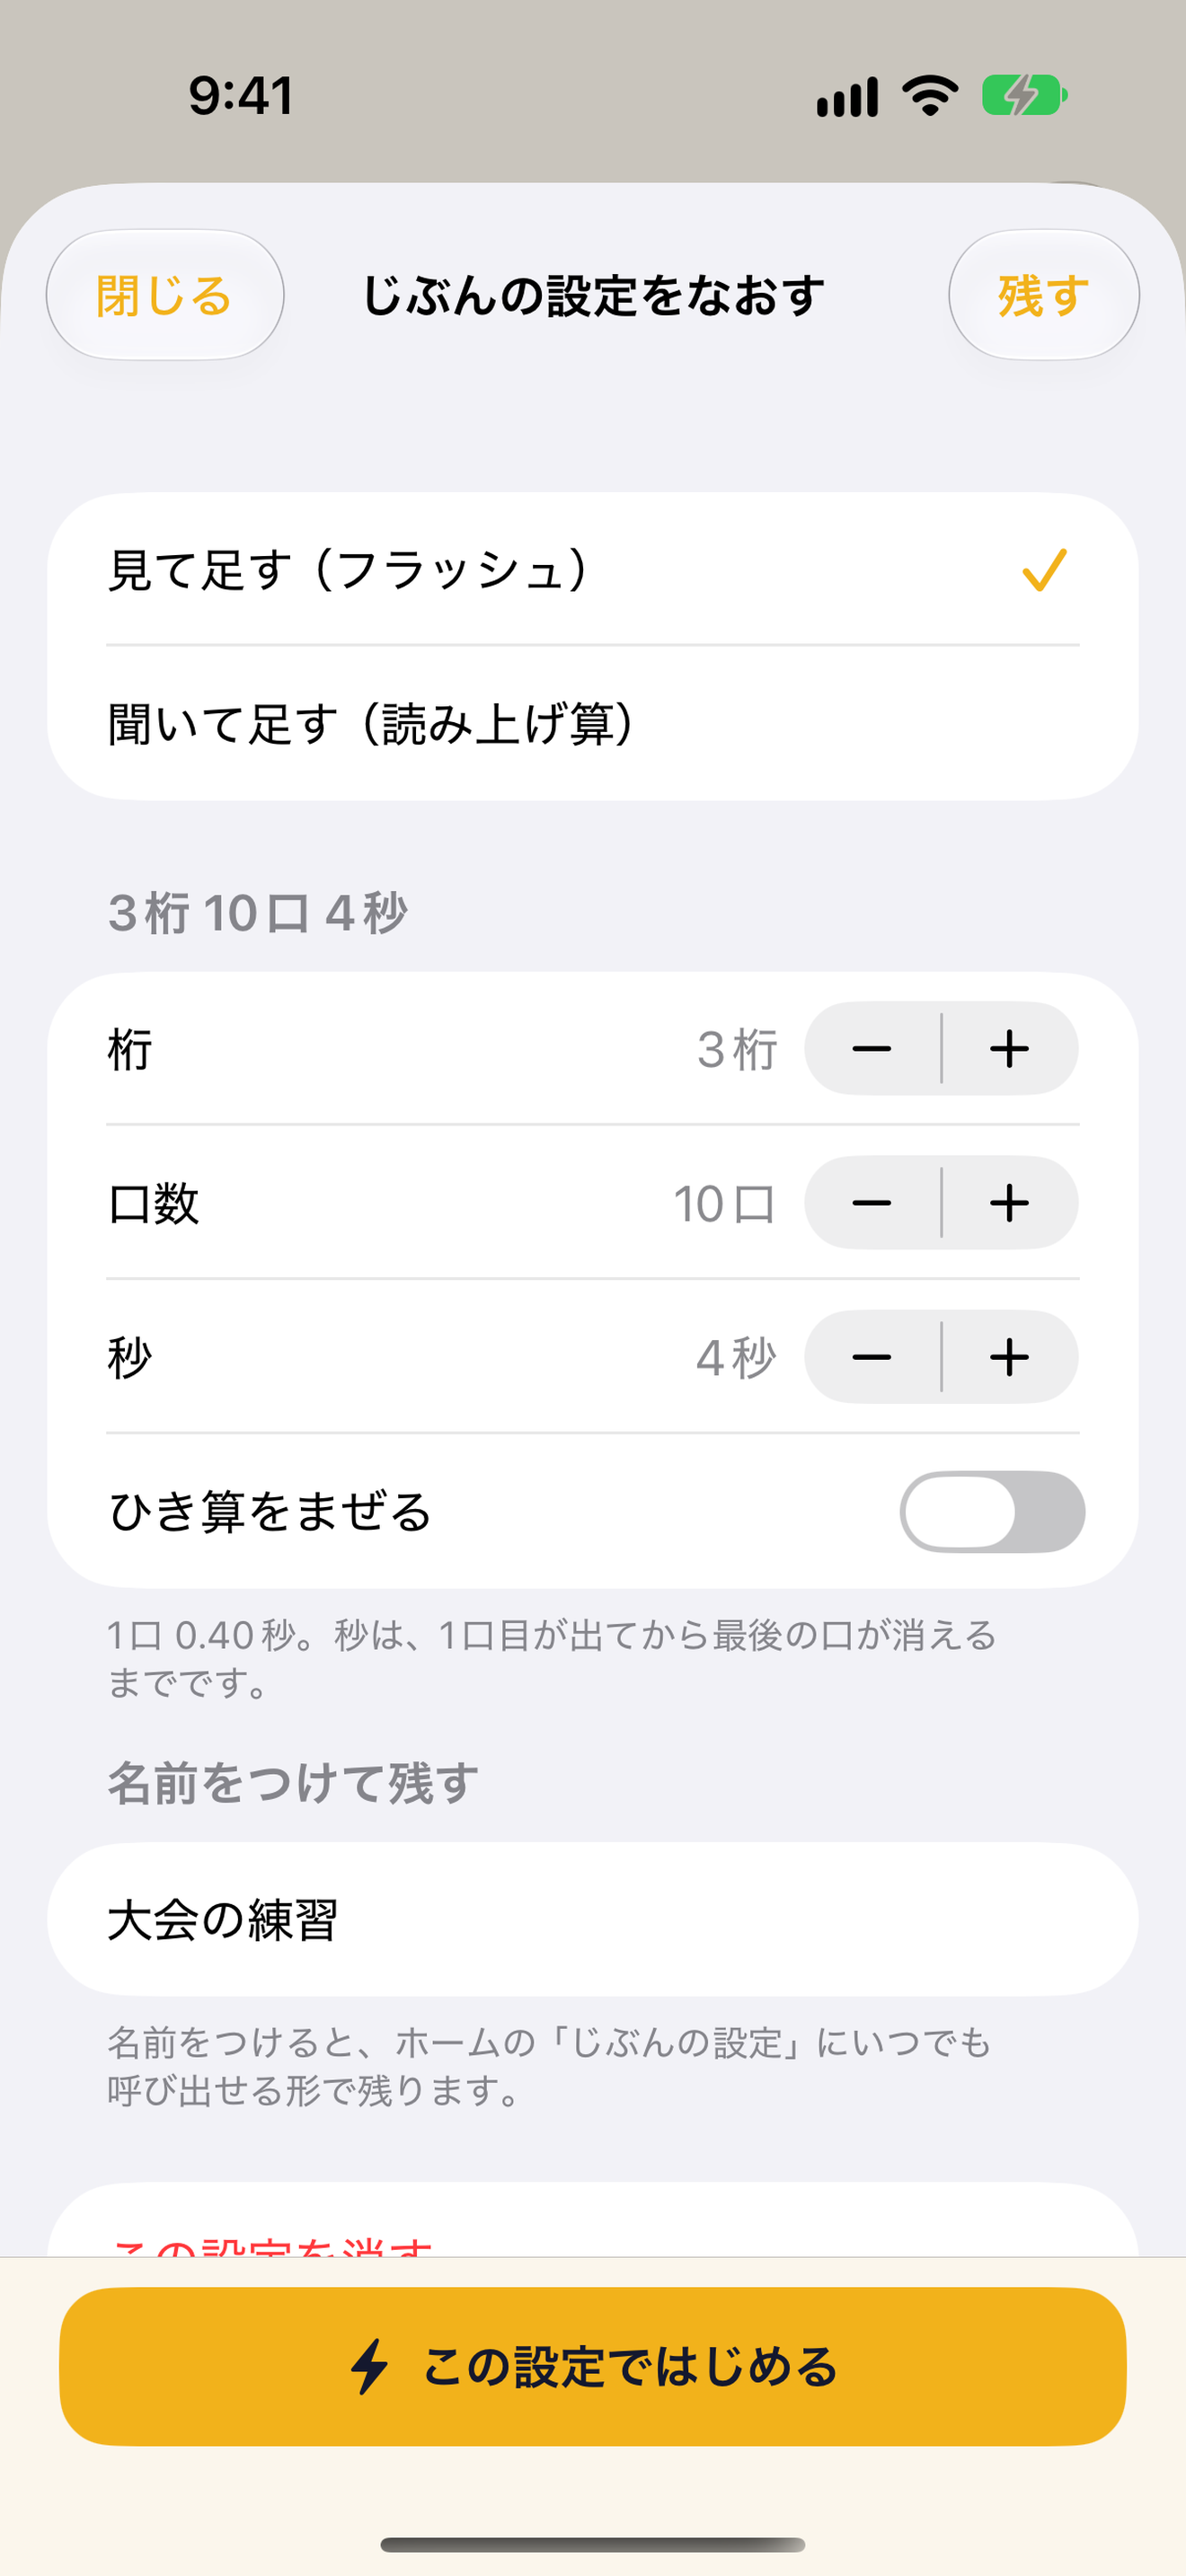 9:41
閉じる
じぶんの設定をなおす
残す
見て足す（フラッシュ）
聞いて足す（読み上げ算）
3桁 10口 4秒
桁
3桁
口数
10口
秒
4秒
ひき算をまぜる
1口 0.40秒。秒は、1口目が出てから最後の口が消える
までです。
名前をつけて残す
大会の練習
名前をつけると、ホームの「じぶんの設定」にいつでも
呼び出せる形で残ります。
この設定を消す
この設定ではじめる